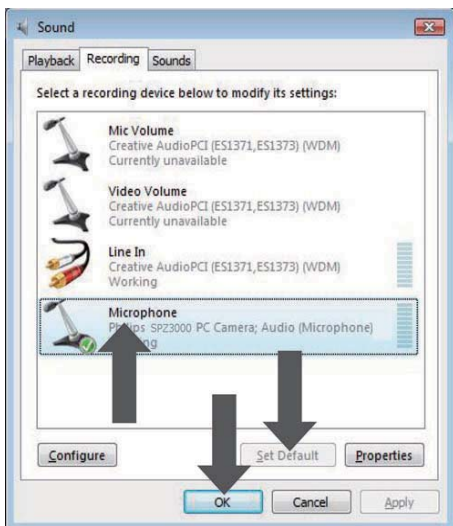 Sound
Playback Recording Sounds
Select a recording device below to modify its settings:
Mic Volume
Creative AudioPCI (ES1371,ES1373) (WDM)
Currently unavailable
Video Volume
Creative AudioPCI (ES1371,ES1373) (WDM)
Currently unavailable
Line In
Creative AudioPCI (ES1371,ES1373) (WDM)
Working
Microphone
SPZ3000 PC Camera; Audio (Microphone)
Configure Set Default Properties
OK Cancel Apply